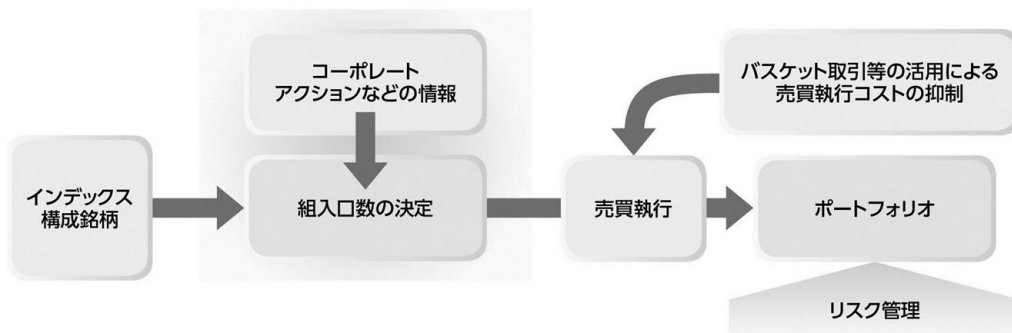 コーポレート
アクションなどの情報
バスケット取引等の活用による
売買執行コストの抑制
インデックス
構成銘柄
組入口数の決定
売買執行
ポートフォリオ
リスク管理